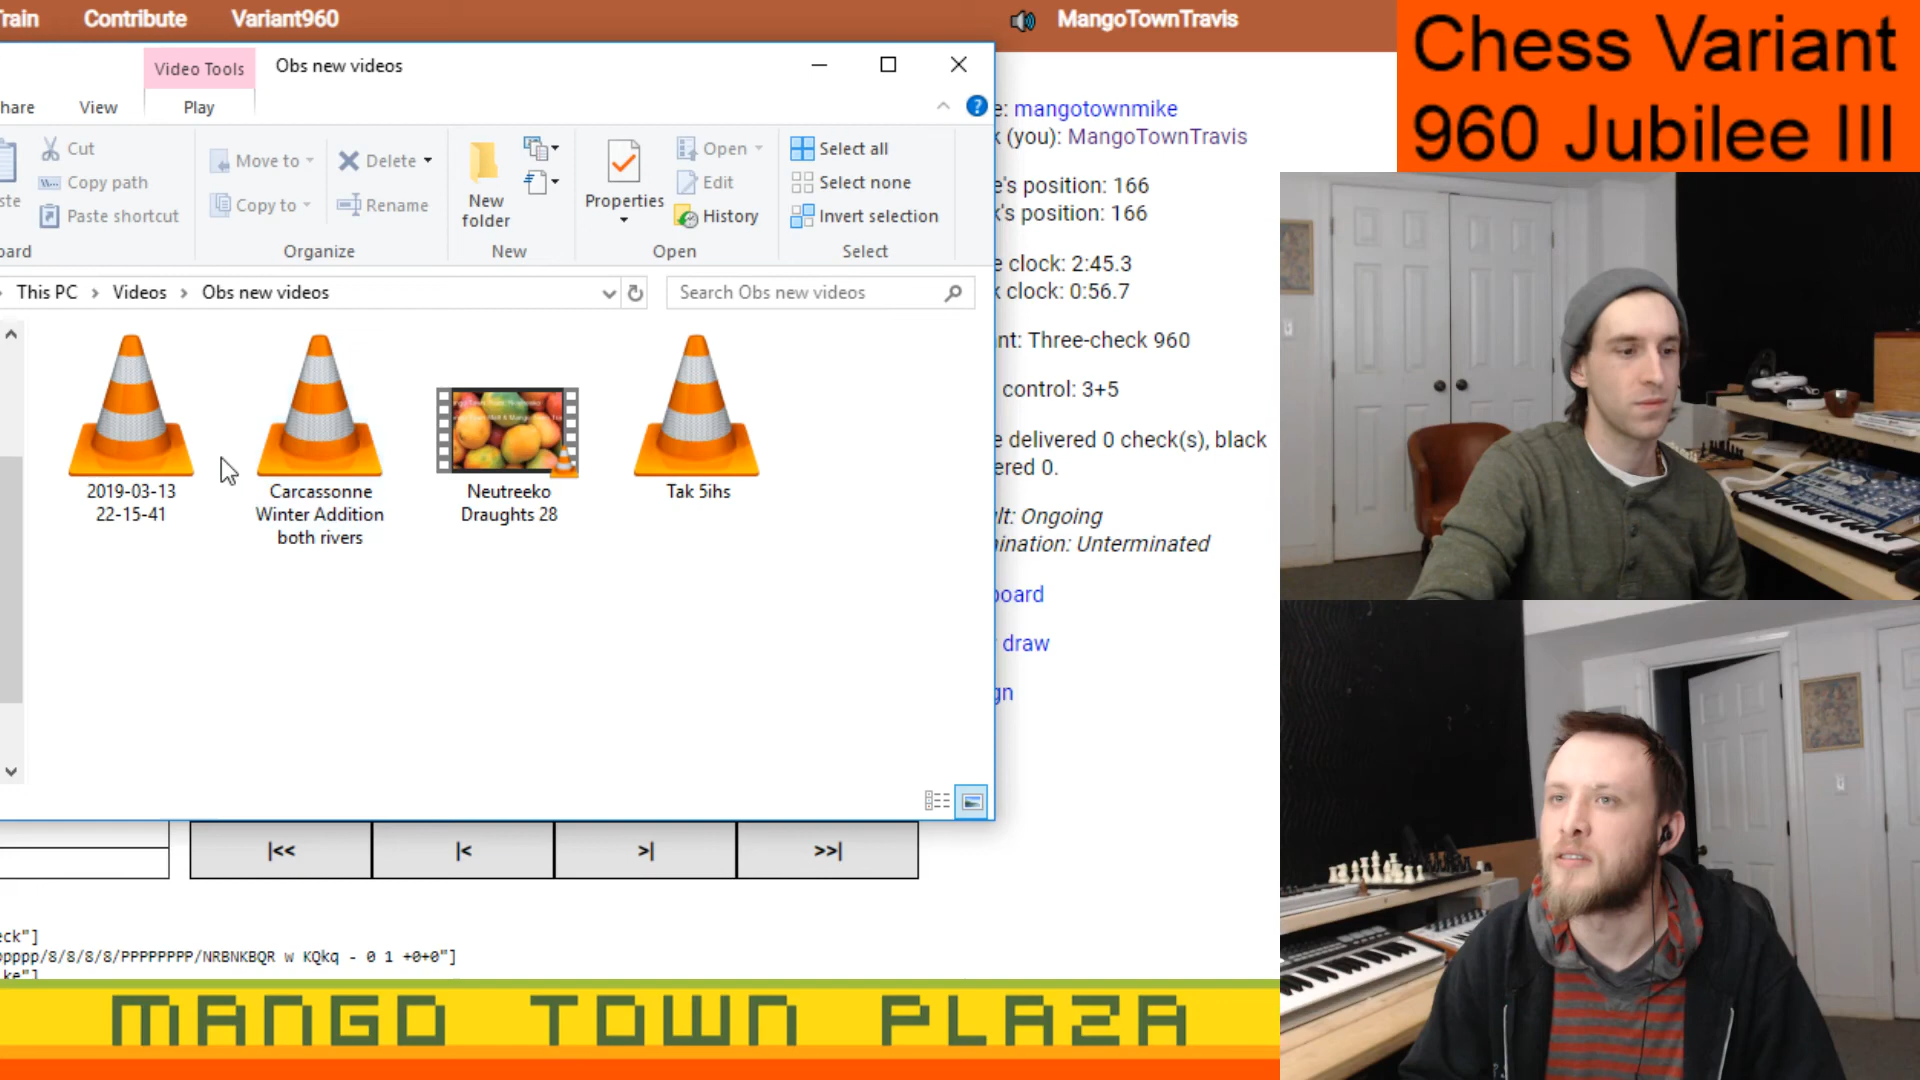 Train Contribute Variant960
MangoTownTravis
Chess Variant
960 Jubilee III
Video Tools Obs new videos
hare View Play
Cut
Copy path
Paste shortcut
Move to
Copy to
Delete
Rename
New
folder
Properties
Open
Edit
History
Select all
Select none
Invert selection
Organize New Open Select
This PC > Videos > Obs new videos
Search Obs new videos
2019-03-13
22-15-41
Carcassonne
Winter Addition
both rivers
Neutreeko
Draughts 28
Tak 5ihs
e: mangotownmike
k (you): MangoTownTravis
e's position: 166
k's position: 166
e clock: 2:45.3
k clock: 0:56.7
nt: Three-check 960
control: 3+5
e delivered 0 check(s), black
ered 0.
lt: Ongoing
mination: Unterminated
board
draw
gn
|<< |< >| >>|
eck"]
ppppp/8/8/8/8/PPPPPPPP/NRBNKBQR w KQkq - 0 1 +0+0"]
ke"]
MANGO TOWN PLAZA